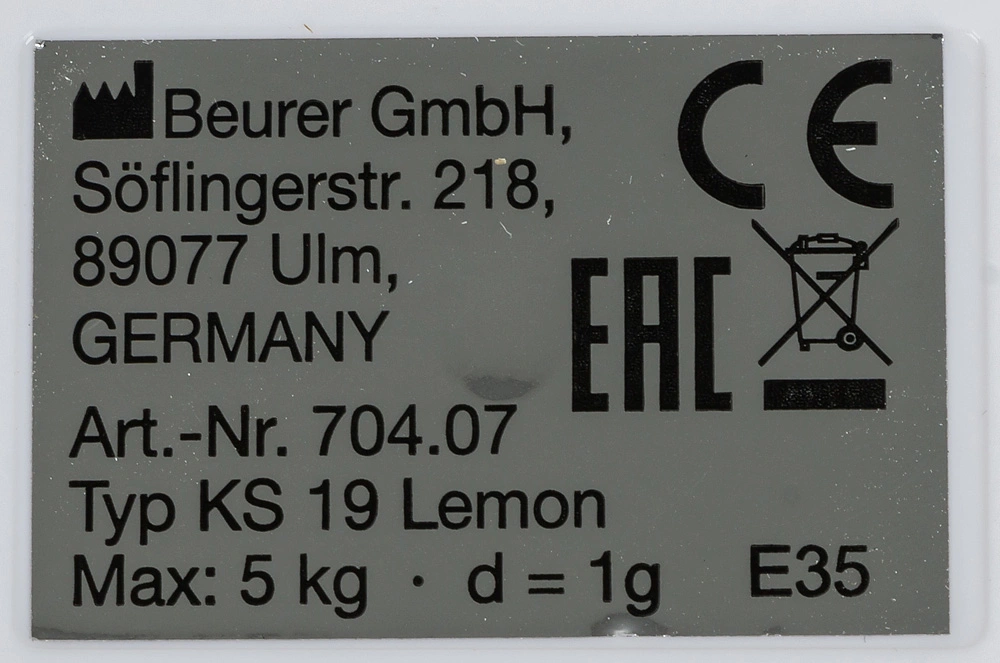 Beurer GmbH,
Söflingerstr. 218,
89077 Ulm,
GERMANY
CE
EAC
Art.-Nr. 704.07
Typ KS 19 Lemon
Max: 5 kg · d = 1g
E35